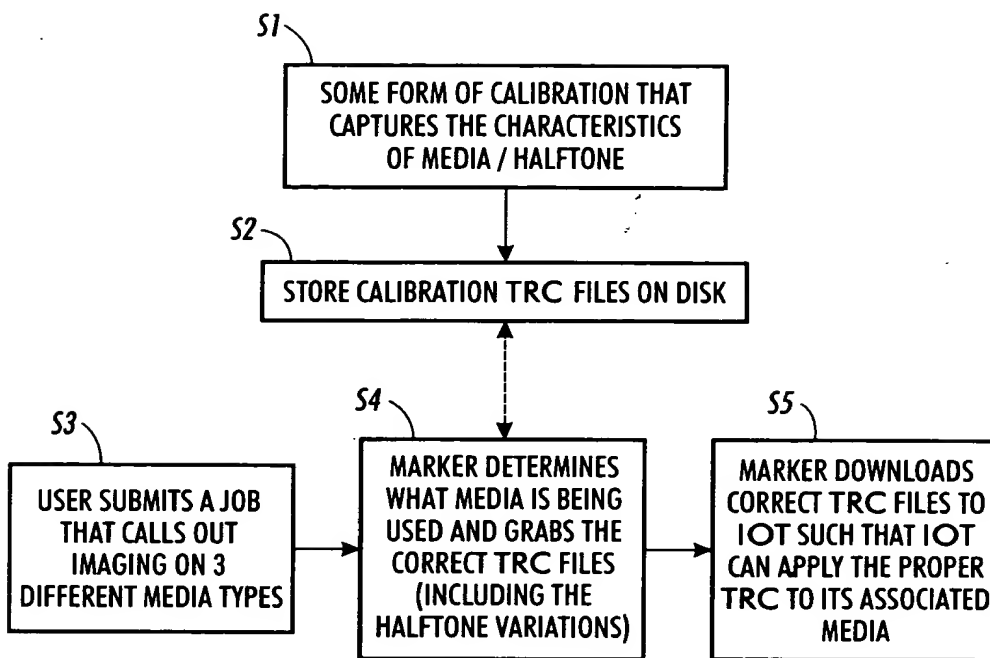 S1
SOME FORM OF CALIBRATION THAT
CAPTURES THE CHARACTERISTICS
OF MEDIA / HALFTONE
S2
STORE CALIBRATION TRC FILES ON DISK
S3
USER SUBMITS A JOB
THAT CALLS OUT
IMAGING ON 3
DIFFERENT MEDIA TYPES
S4
MARKER DETERMINES
WHAT MEDIA IS BEING
USED AND GRABS THE
CORRECT TRC FILES
(INCLUDING THE
HALFTONE VARIATIONS)
S5
MARKER DOWNLOADS
CORRECT TRC FILES TO
IOT SUCH THAT IOT
CAN APPLY THE PROPER
TRC TO ITS ASSOCIATED
MEDIA